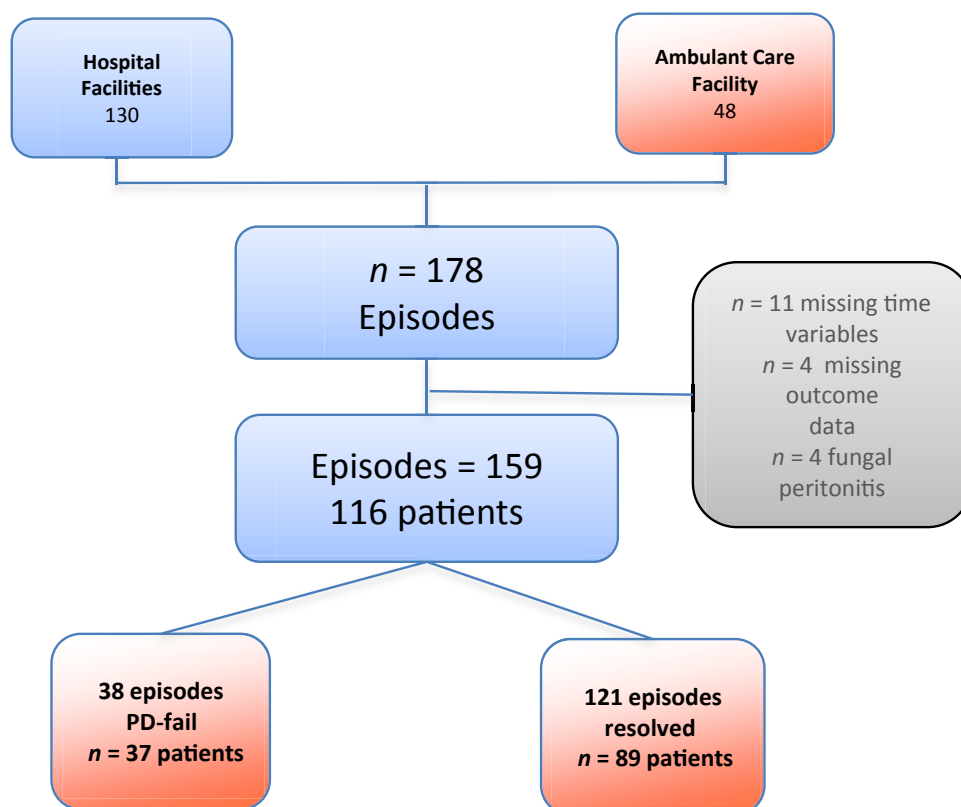 Hospital
Facilities
130
Ambulant Care
Facility
48
n = 178
Episodes
n = 11 missing time
variables
n = 4 missing
outcome
data
n = 4 fungal
peritonitis
Episodes = 159
116 patients
38 episodes
PD-fail
n = 37 patients
121 episodes
resolved
n = 89 patients